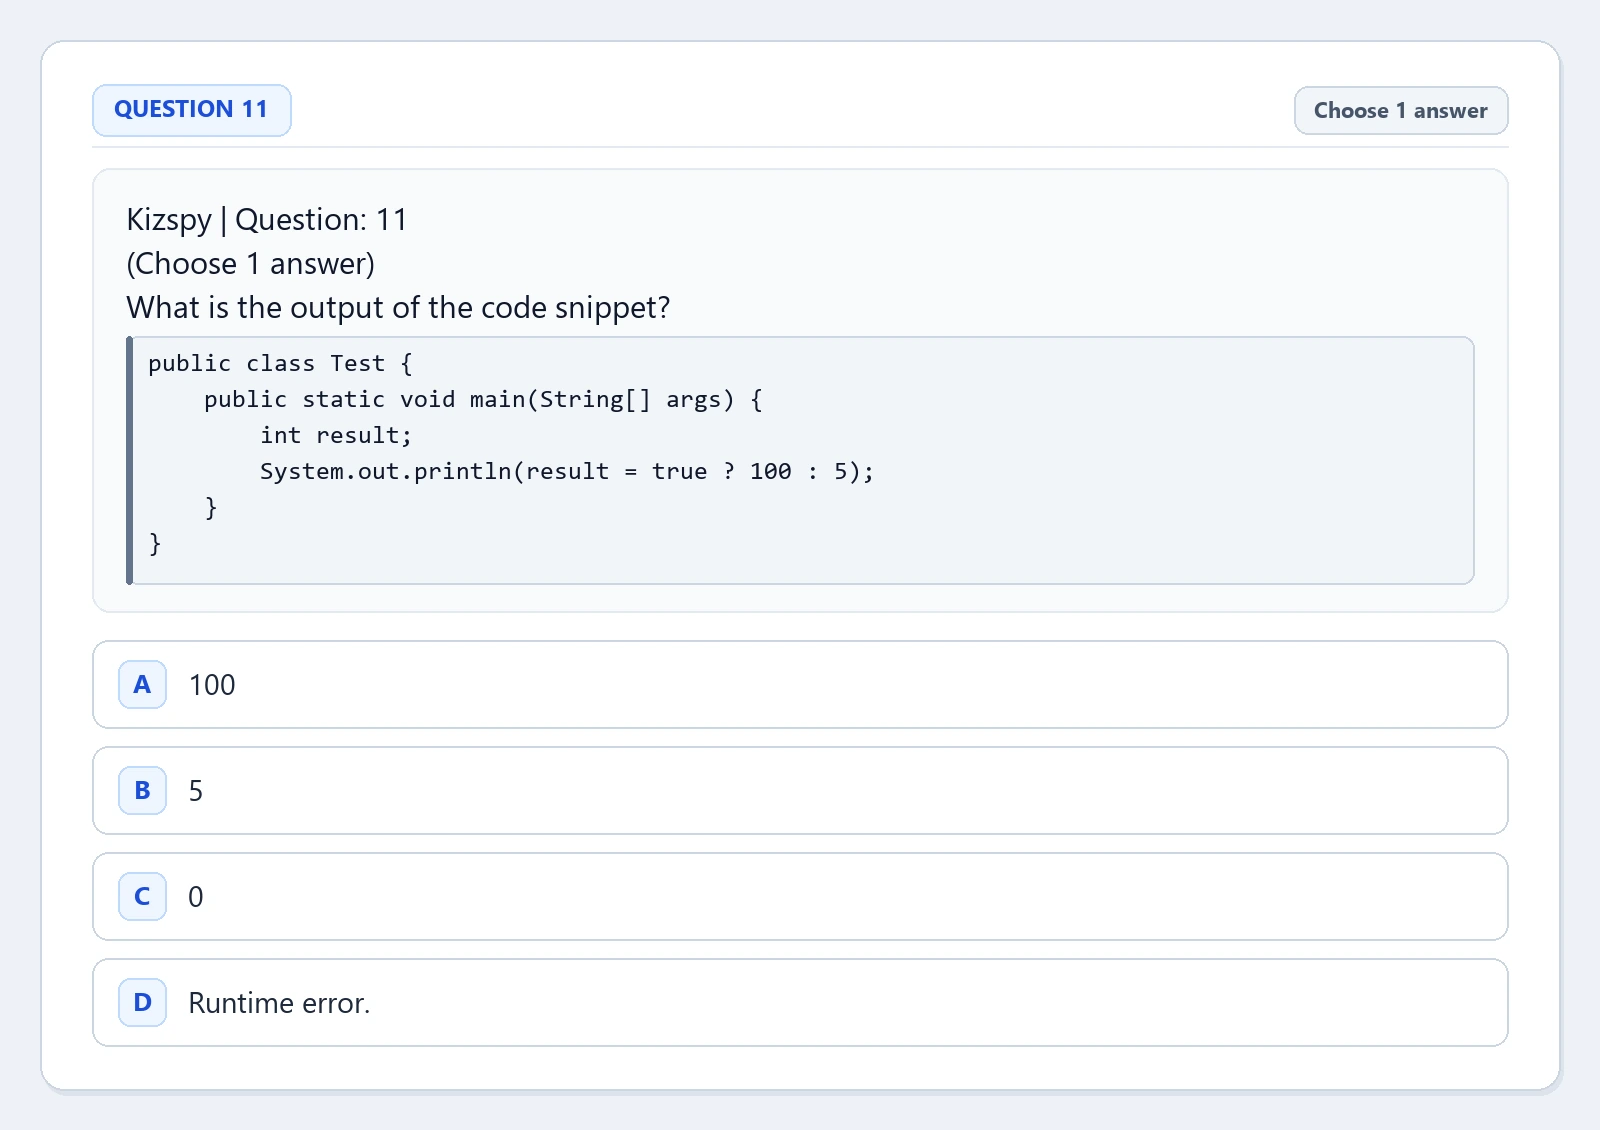 QUESTION 11
Choose 1 answer
Kizspy | Question: 11
(Choose 1 answer)
What is the output of the code snippet?
public class Test {
    public static void main(String[] args) {
        int result;
        System.out.println(result = true ? 100 : 5);
    }
}
A 100
B 5
C 0
D Runtime error.